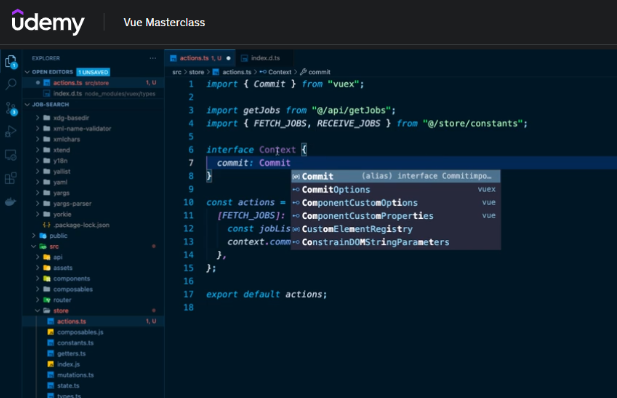 udemy
Vue Masterclass
EXPLORER
OPEN EDITORS 1 UNSAVED
actions.ts src/store 1, U
index.d.ts node_modules/vuex/types
JOB-SEARCH
xdg-basedir
xml-name-validator
xmlchars
xtend
y18n
yallist
yaml
yargs
yargs-parser
yorkie
.package-lock.json
public
src
api
assets
components
composables
router
store
actions.ts 1, U
composables.js
constants.ts
getters.ts
index.js
mutations.ts
state.ts
types.ts
actions.ts 1, U
index.d.ts
src > store > actions.ts > Context > commit
1 import { Commit } from "vuex";
2
3 import getJobs from "@/api/getJobs";
4 import { FETCH_JOBS, RECEIVE_JOBS } from "@/store/constants";
5
6 interface Context {
7 commit: Commit
8 }
9
10 const actions =
11 [FETCH_JOBS]:
12 const jobLis
13 context.comm
14 },
15 };
16
17 export default actions;
18
Commit (alias) interface Commitimpo...
CommitOptions vuex
ComponentCustomOptions vue
ComponentCustomProperties vue
CustomElementRegistry
ConstrainDOMStringParameters